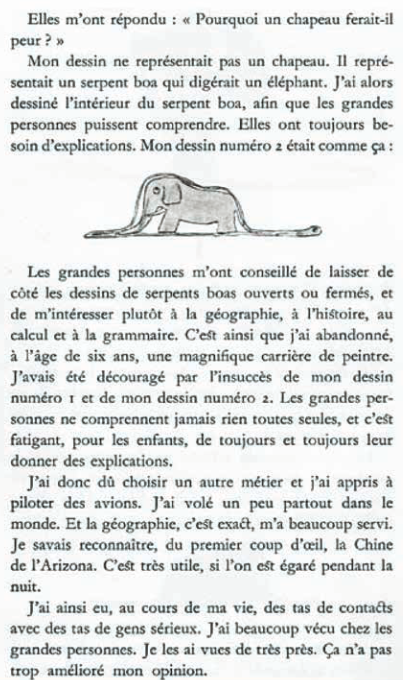 Elles m'ont répondu : « Pourquoi un chapeau ferait-il
peur ? »
Mon dessin ne représentait pas un chapeau. Il repré-
sentait un serpent boa qui digérait un éléphant. J'ai alors
dessiné l'intérieur du serpent boa, afin que les grandes
personnes puissent comprendre. Elles ont toujours be-
soin d'explications. Mon dessin numéro 2 était comme ça :
Les grandes personnes m'ont conseillé de laisser de
côté les dessins de serpents boas ouverts ou fermés, et
de m'intéresser plutôt à la géographie, à l'histoire, au
calcul et à la grammaire. C'est ainsi que j'ai abandonné,
à l'âge de six ans, une magnifique carrière de peintre.
J'avais été découragé par l'insuccès de mon dessin
numéro 1 et de mon dessin numéro 2. Les grandes per-
sonnes ne comprennent jamais rien toutes seules, et c'est
fatigant, pour les enfants, de toujours et toujours leur
donner des explications.
J'ai donc dû choisir un autre métier et j'ai appris à
piloter des avions. J'ai volé un peu partout dans le
monde. Et la géographie, c'est exact, m'a beaucoup servi.
Je savais reconnaître, du premier coup d'œil, la Chine
de l'Arizona. C'est très utile, si l'on est égaré pendant la
nuit.
J'ai ainsi eu, au cours de ma vie, des tas de contacts
avec des tas de gens sérieux. J'ai beaucoup vécu chez les
grandes personnes. Je les ai vues de très près. Ça n'a pas
trop amélioré mon opinion.